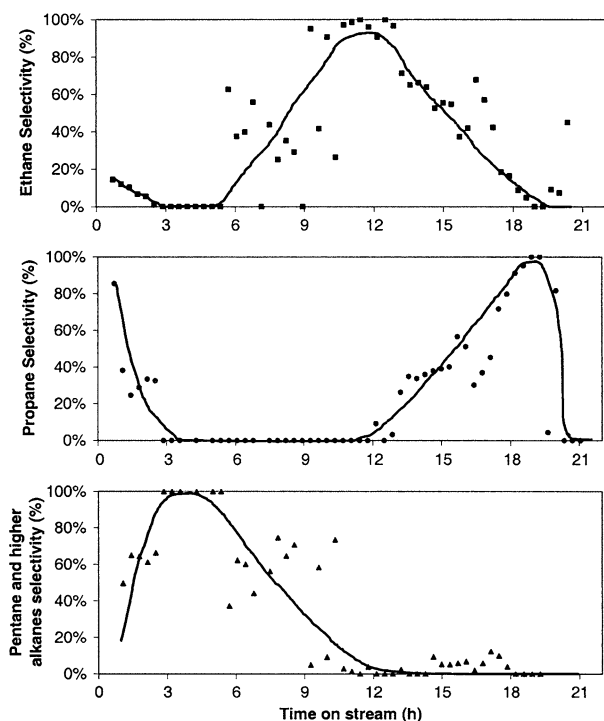 Ethane Selectivity (%)
100%
80%
60%
40%
20%
0%
0 3 6 9 12 15 18 21
Propane Selectivity (%)
100%
80%
60%
40%
20%
0%
0 3 6 9 12 15 18 21
Pentane and higher
alkanes selectivity (%)
100%
80%
60%
40%
20%
0%
0 3 6 9 12 15 18 21
Time on stream (h)